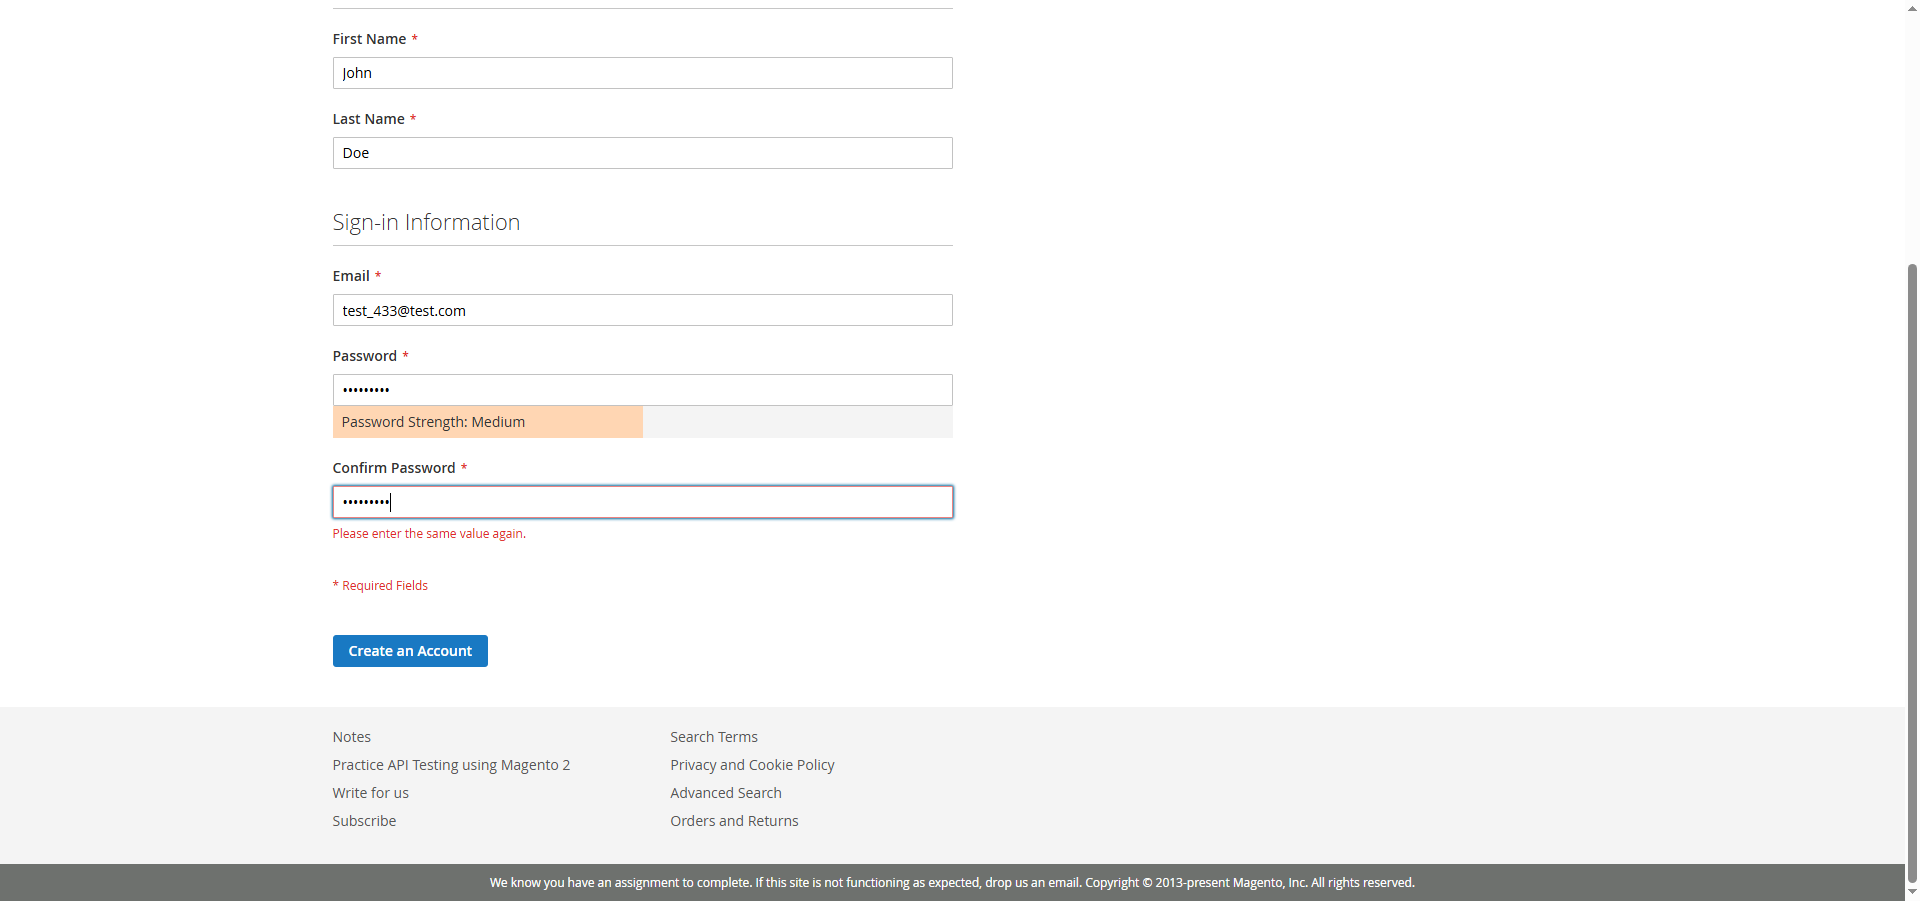 First Name *
John
Last Name *
Doe
Sign-in Information
Email *
test_433@test.com
Password *
•••••••••
Password Strength: Medium
Confirm Password *
•••••••••
Please enter the same value again.
* Required Fields
Create an Account
Notes
Search Terms
Practice API Testing using Magento 2
Privacy and Cookie Policy
Write for us
Advanced Search
Subscribe
Orders and Returns
We know you have an assignment to complete. If this site is not functioning as expected, drop us an email. Copyright © 2013-present Magento, Inc. All rights reserved.